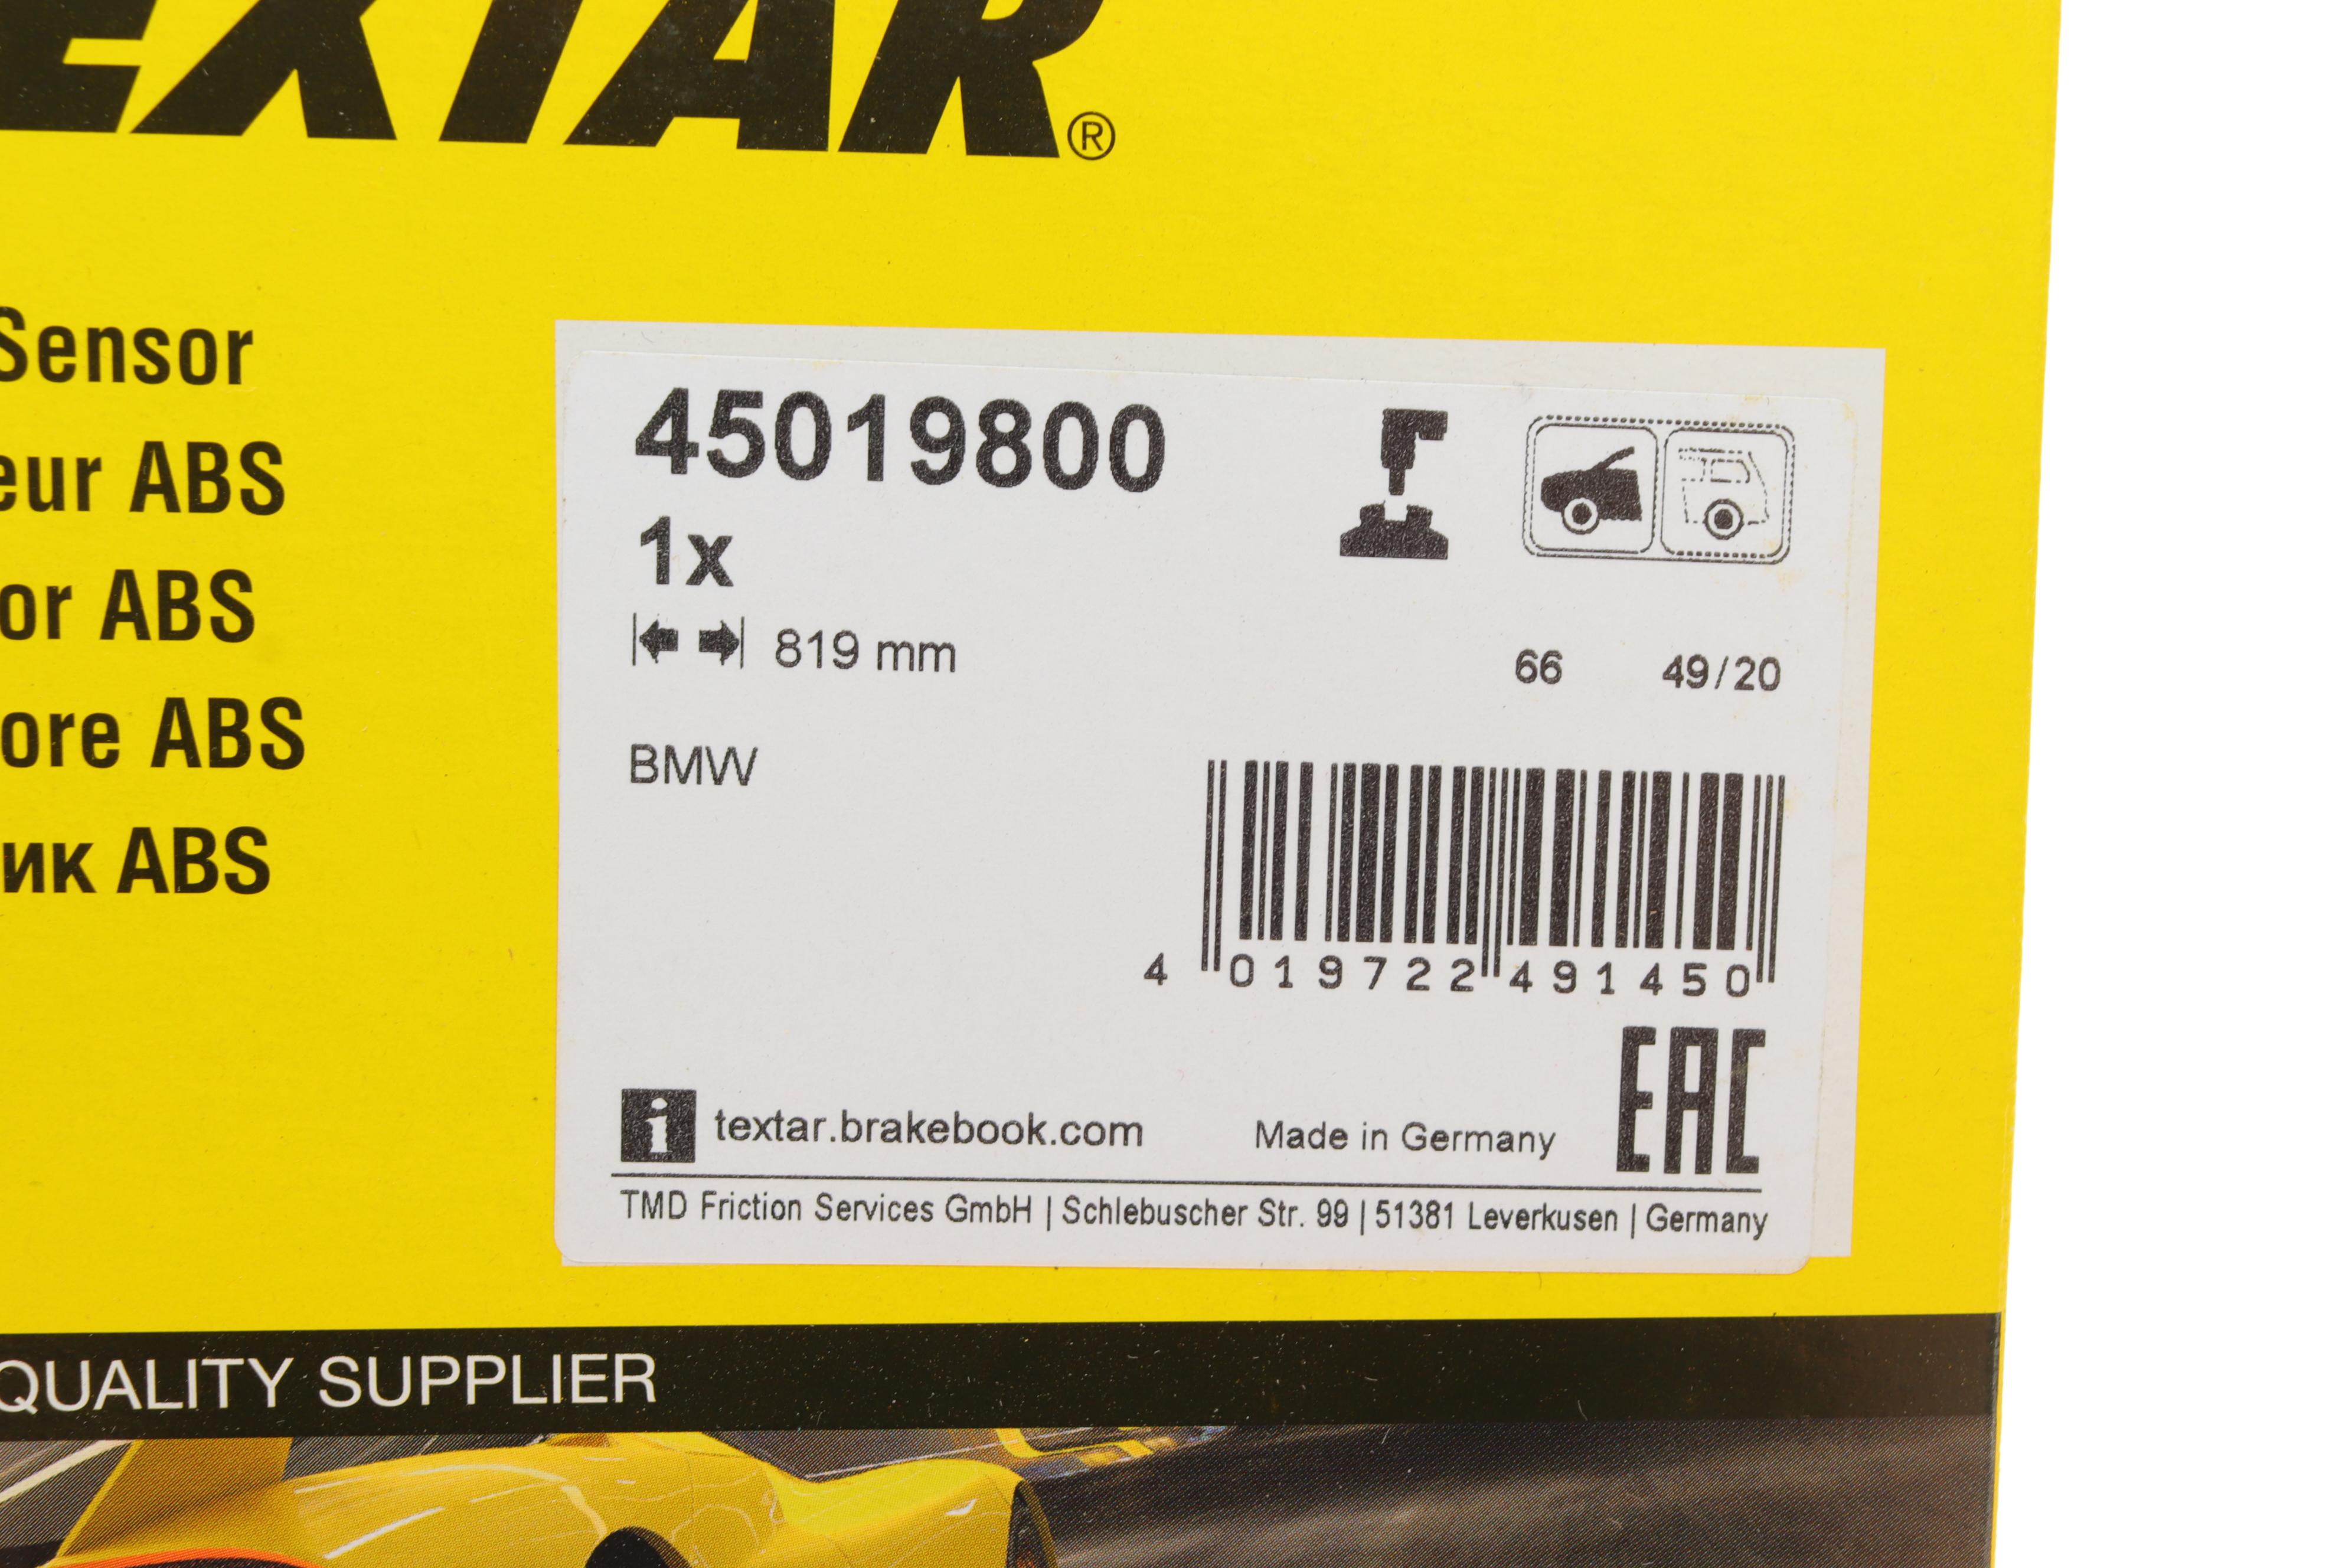 EXTAR®
Sensor
eur ABS
or ABS
ore ABS
ик ABS
45019800
1x
819 mm
66 49/20
BMW
4 019722 491450
textar.brakebook.com
Made in Germany
EAC
TMD Friction Services GmbH | Schlebuscher Str. 99 | 51381 Leverkusen | Germany
QUALITY SUPPLIER